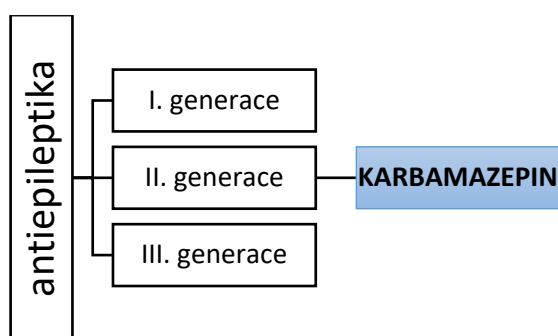 antiepileptika
I. generace
II. generace
KARBAMAZEPIN
III. generace